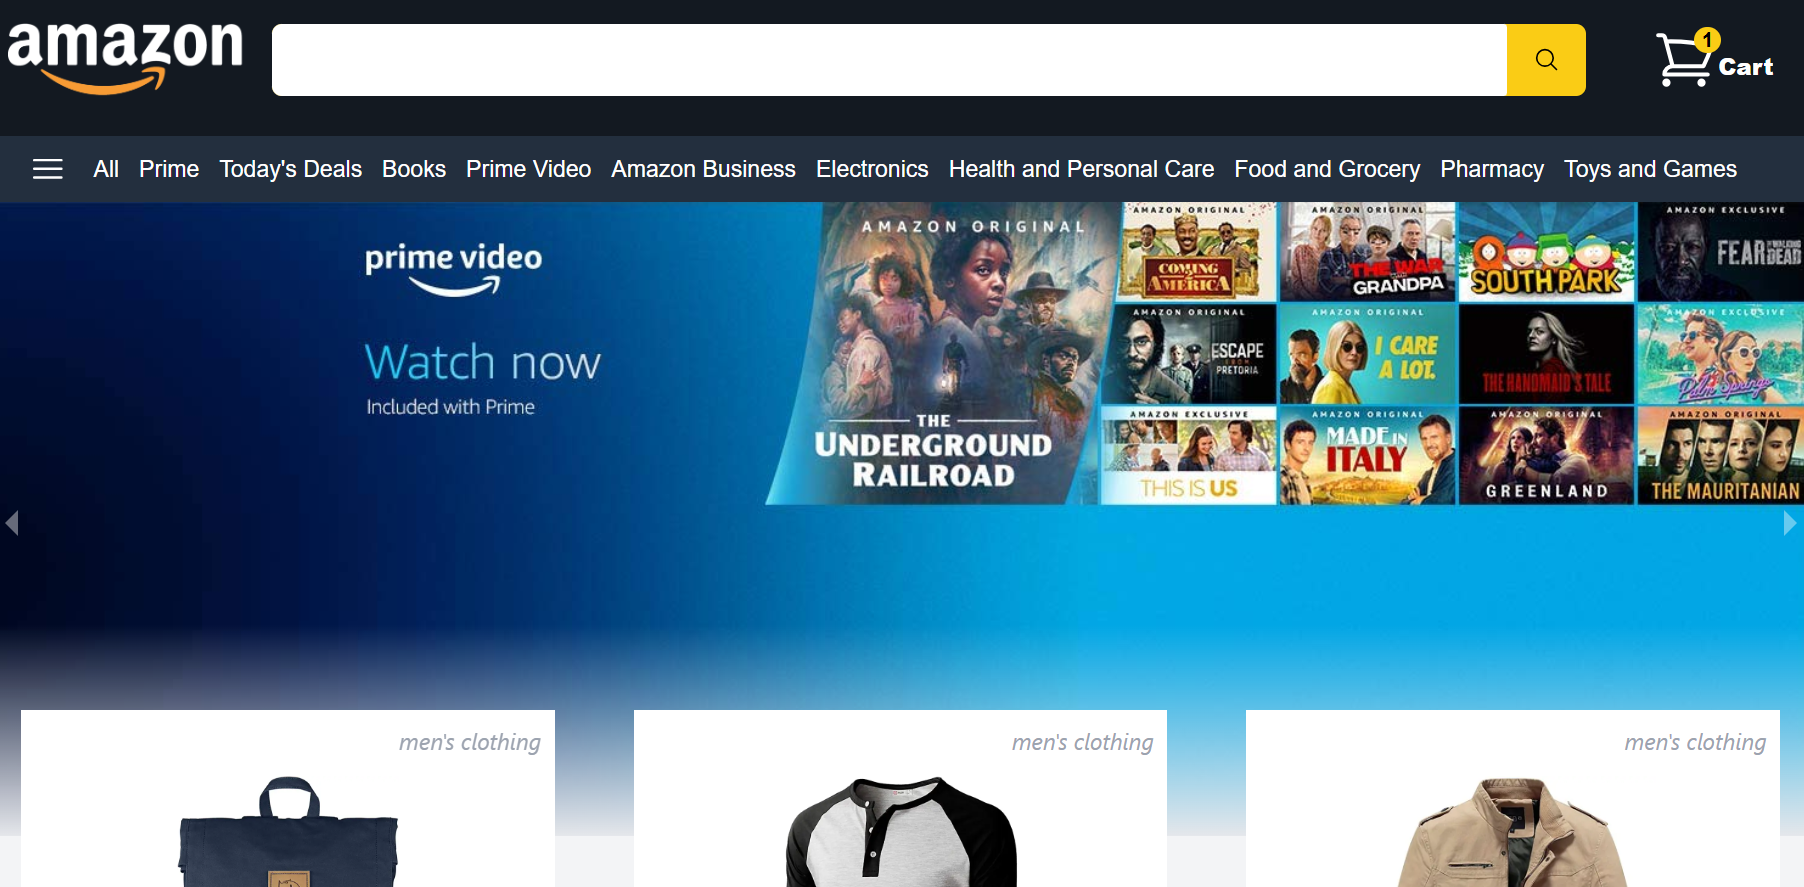 amazon
1
Cart
All Prime Today's Deals Books Prime Video Amazon Business Electronics Health and Personal Care Food and Grocery Pharmacy Toys and Games
prime video
Watch now
Included with Prime
AMAZON ORIGINAL
THE
UNDERGROUND
RAILROAD
AMAZON ORIGINAL
COMING
2
AMERICA
AMAZON ORIGINAL
THE WAR
GRANDPA
SOUTH PARK
AMAZON EXCLUSIVE
FEAR THE WALKING
DEAD
AMAZON ORIGINAL
ESCAPE
FROM
PRETORIA
AMAZON ORIGINAL
I CARE
A LOT.
THE HANDMAID'S TALE
AMAZON EXCLUSIVE
Palm Springs
AMAZON EXCLUSIVE
THIS IS US
AMAZON ORIGINAL
MADE IN
ITALY
AMAZON ORIGINAL
GREENLAND
AMAZON ORIGINAL
THE MAURITANIAN
men's clothing
men's clothing
men's clothing